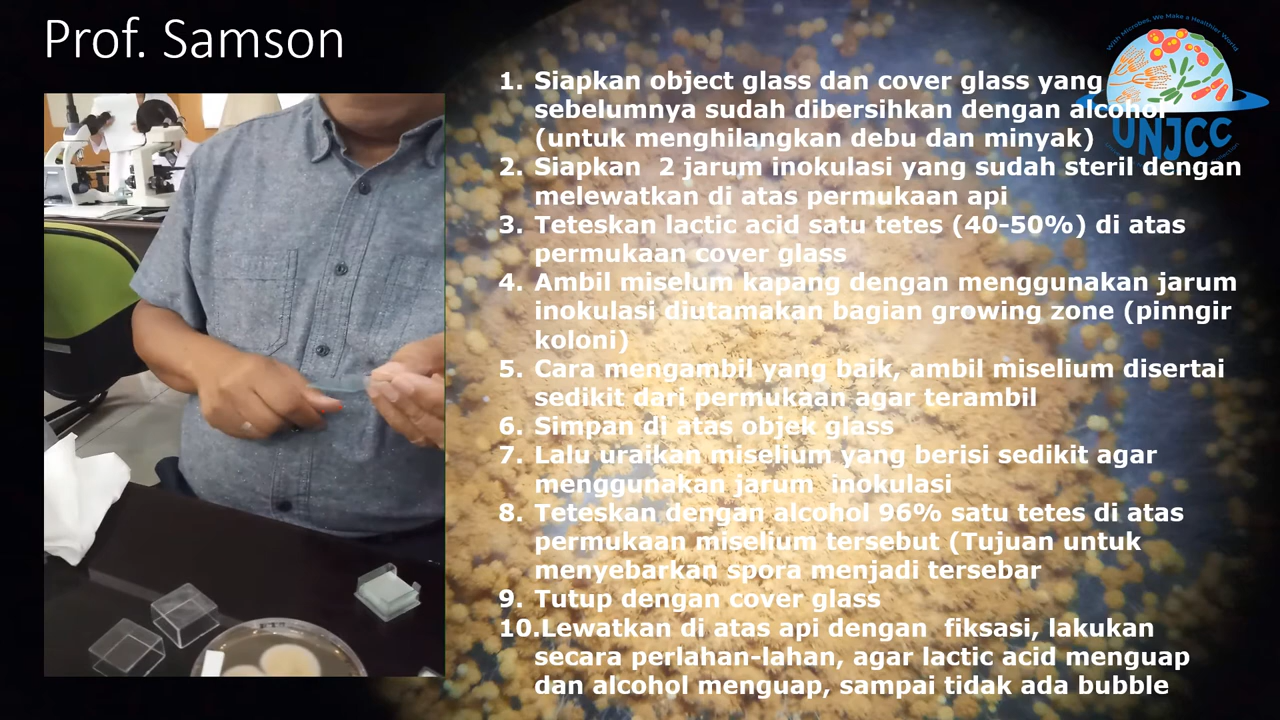 Prof. Samson
With Microbes, We Make a Healthier World
UNJCC
1. Siapkan object glass dan cover glass yang
sebelumnya sudah dibersihkan dengan alcohol
(untuk menghilangkan debu dan minyak)
2. Siapkan  2 jarum inokulasi yang sudah steril dengan
melewatkan di atas permukaan api
3. Teteskan lactic acid satu tetes (40-50%) di atas
permukaan cover glass
4. Ambil miselum kapang dengan menggunakan jarum
inokulasi diutamakan bagian growing zone (pinngir
koloni)
5. Cara mengambil yang baik, ambil miselium disertai
sedikit dari permukaan agar terambil
6. Simpan di atas objek glass
7. Lalu uraikan miselium yang berisi sedikit agar
menggunakan jarum  inokulasi
8. Teteskan dengan alcohol 96% satu tetes di atas
permukaan miselium tersebut (Tujuan untuk
menyebarkan spora menjadi tersebar
9. Tutup dengan cover glass
10.Lewatkan di atas api dengan  fiksasi, lakukan
secara perlahan-lahan, agar lactic acid menguap
dan alcohol menguap, sampai tidak ada bubble